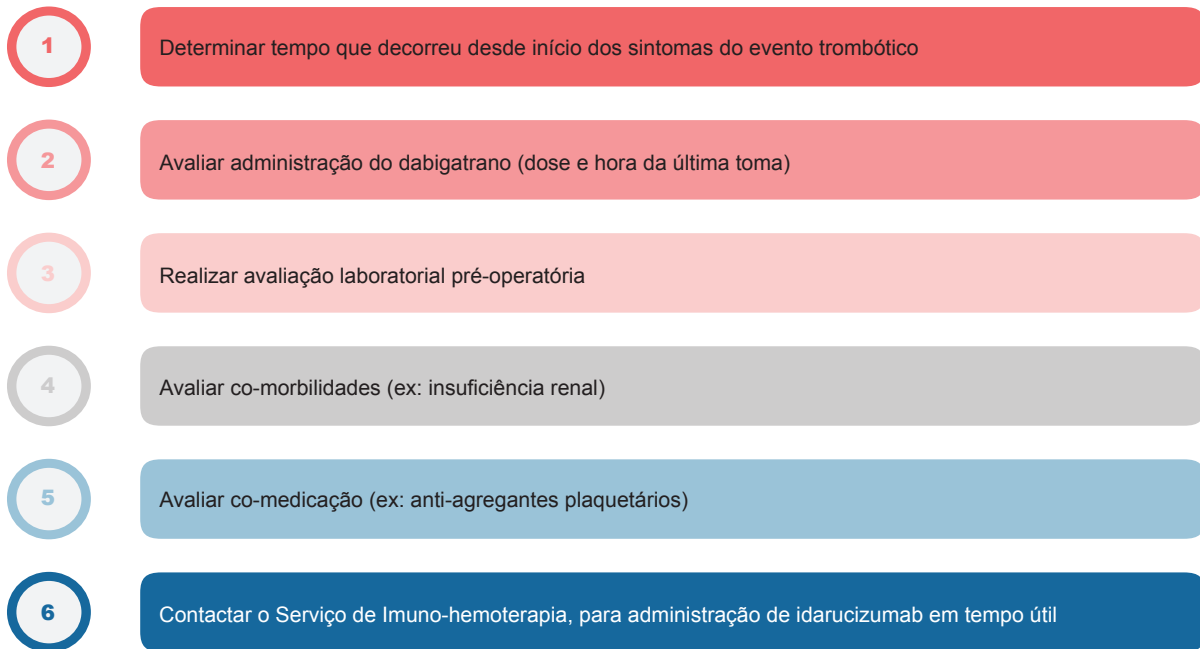 1
Determinar tempo que decorreu desde início dos sintomas do evento trombótico
2
Avaliar administração do dabigatrano (dose e hora da última toma)
3
Realizar avaliação laboratorial pré-operatória
4
Avaliar co-morbilidades (ex: insuficiência renal)
5
Avaliar co-medicação (ex: anti-agregantes plaquetários)
6
Contactar o Serviço de Imuno-hemoterapia, para administração de idarucizumab em tempo útil